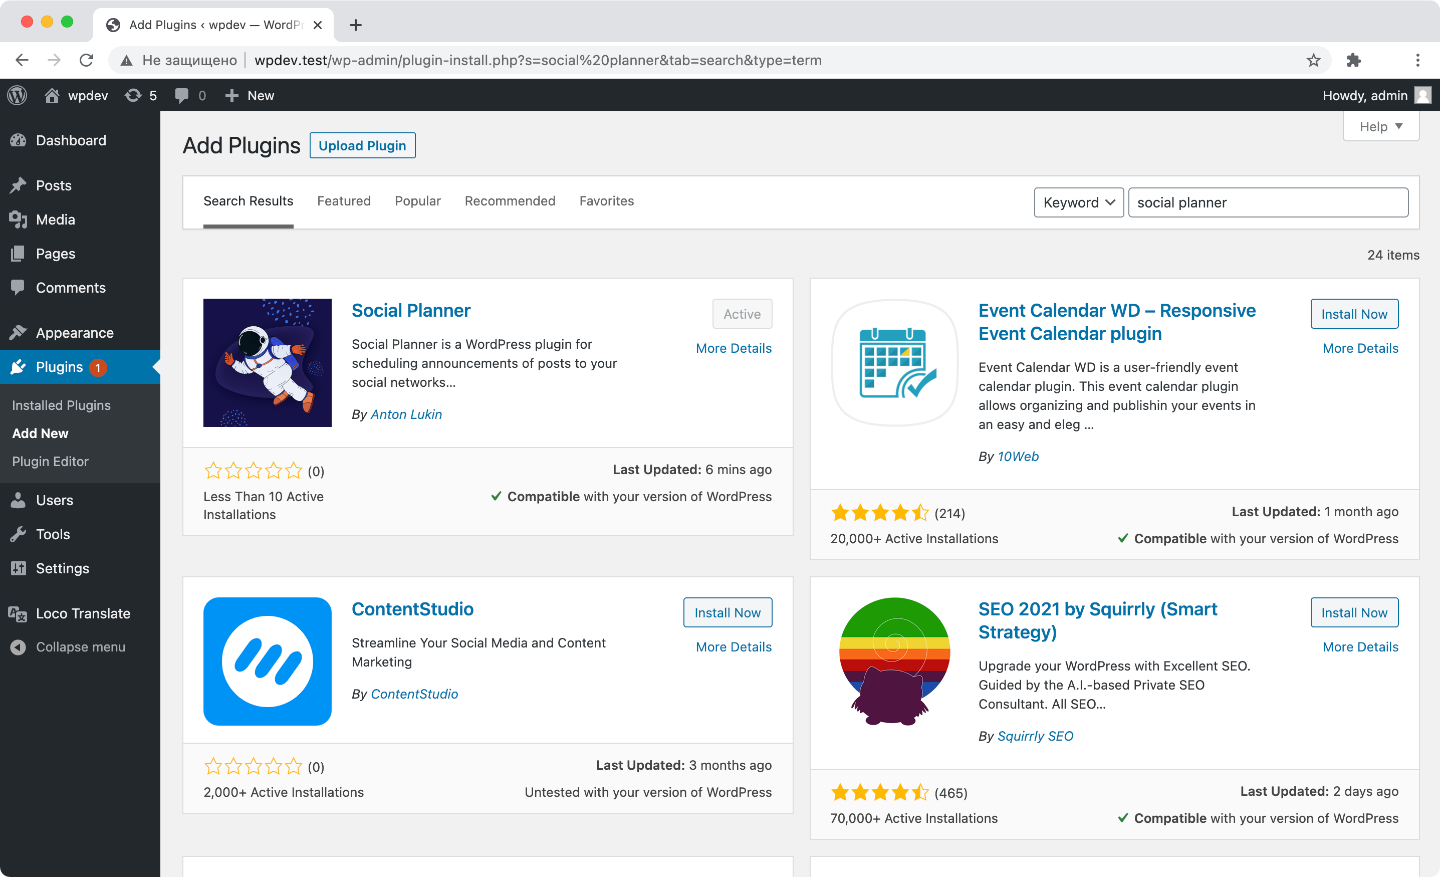 Add Plugins ‹ wpdev — WordP
Не защищено
wpdev.test/wp-admin/plugin-install.php?s=social%20planner&tab=search&type=term
wpdev
5
0
New
Howdy, admin
Dashboard
Posts
Media
Pages
Comments
Appearance
Plugins 1
Installed Plugins
Add New
Plugin Editor
Users
Tools
Settings
Loco Translate
Collapse menu
Help
Add Plugins
Upload Plugin
Search Results
Featured
Popular
Recommended
Favorites
Keyword
social planner
24 items
Social Planner
Active
More Details
Social Planner is a WordPress plugin for
scheduling announcements of posts to your
social networks...
By Anton Lukin
(0)
Less Than 10 Active
Installations
Last Updated: 6 mins ago
Compatible with your version of WordPress
Event Calendar WD – Responsive
Event Calendar plugin
Install Now
More Details
Event Calendar WD is a user-friendly event
calendar plugin. This event calendar plugin
allows organizing and publishin your events in
an easy and eleg ...
By 10Web
(214)
20,000+ Active Installations
Last Updated: 1 month ago
Compatible with your version of WordPress
ContentStudio
Install Now
More Details
Streamline Your Social Media and Content
Marketing
By ContentStudio
(0)
2,000+ Active Installations
Last Updated: 3 months ago
Untested with your version of WordPress
SEO 2021 by Squirrly (Smart
Strategy)
Install Now
More Details
Upgrade your WordPress with Excellent SEO.
Guided by the A.I.-based Private SEO
Consultant. All SEO...
By Squirrly SEO
(465)
70,000+ Active Installations
Last Updated: 2 days ago
Compatible with your version of WordPress